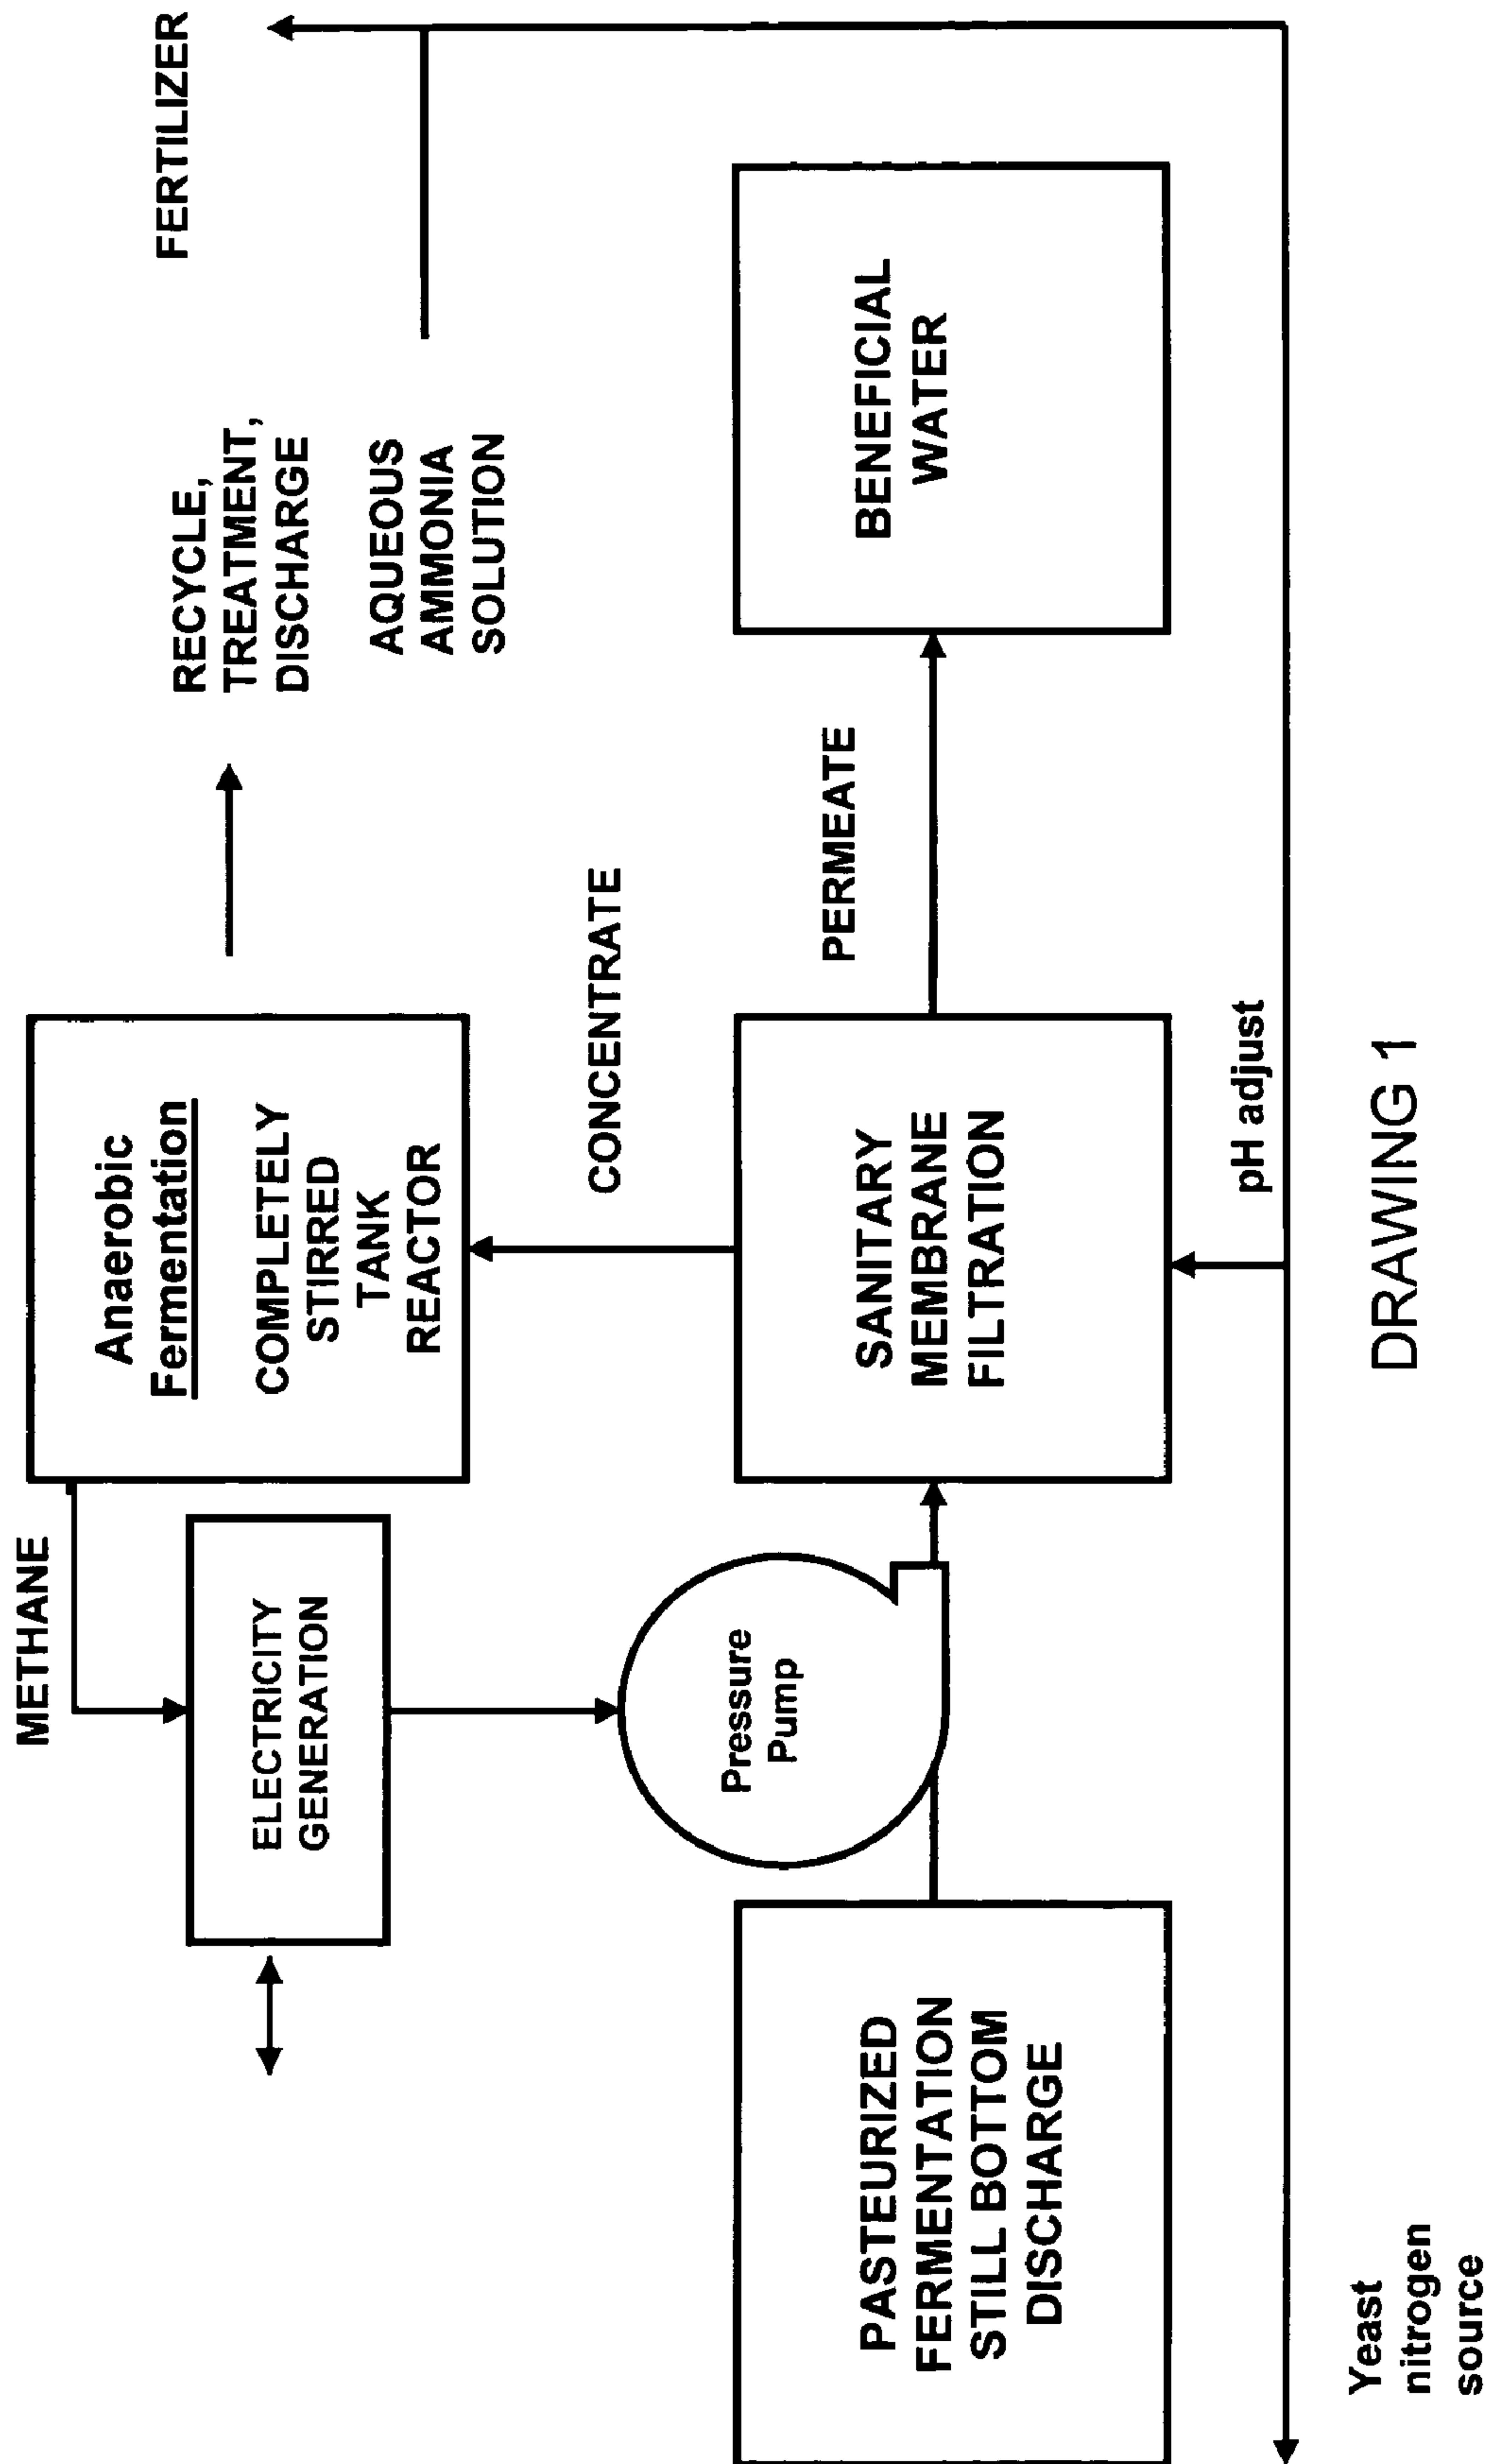 METHANE
Anaerobic
Fermentation
COMPLETELY
STIRRED
TANK
REACTOR
RECYCLE,
TREATMENT,
DISCHARGE
FERTILIZER
ELECTRICITY
GENERATION
AQUEOUS
AMMONIA
SOLUTION
CONCENTRATE
Pressure
Pump
PASTEURIZED
FERMENTATION
STILL BOTTOM
DISCHARGE
SANITARY
MEMBRANE
FILTRATION
PERMEATE
BENEFICIAL
WATER
pH adjust
Yeast
nitrogen
source
DRAWING 1